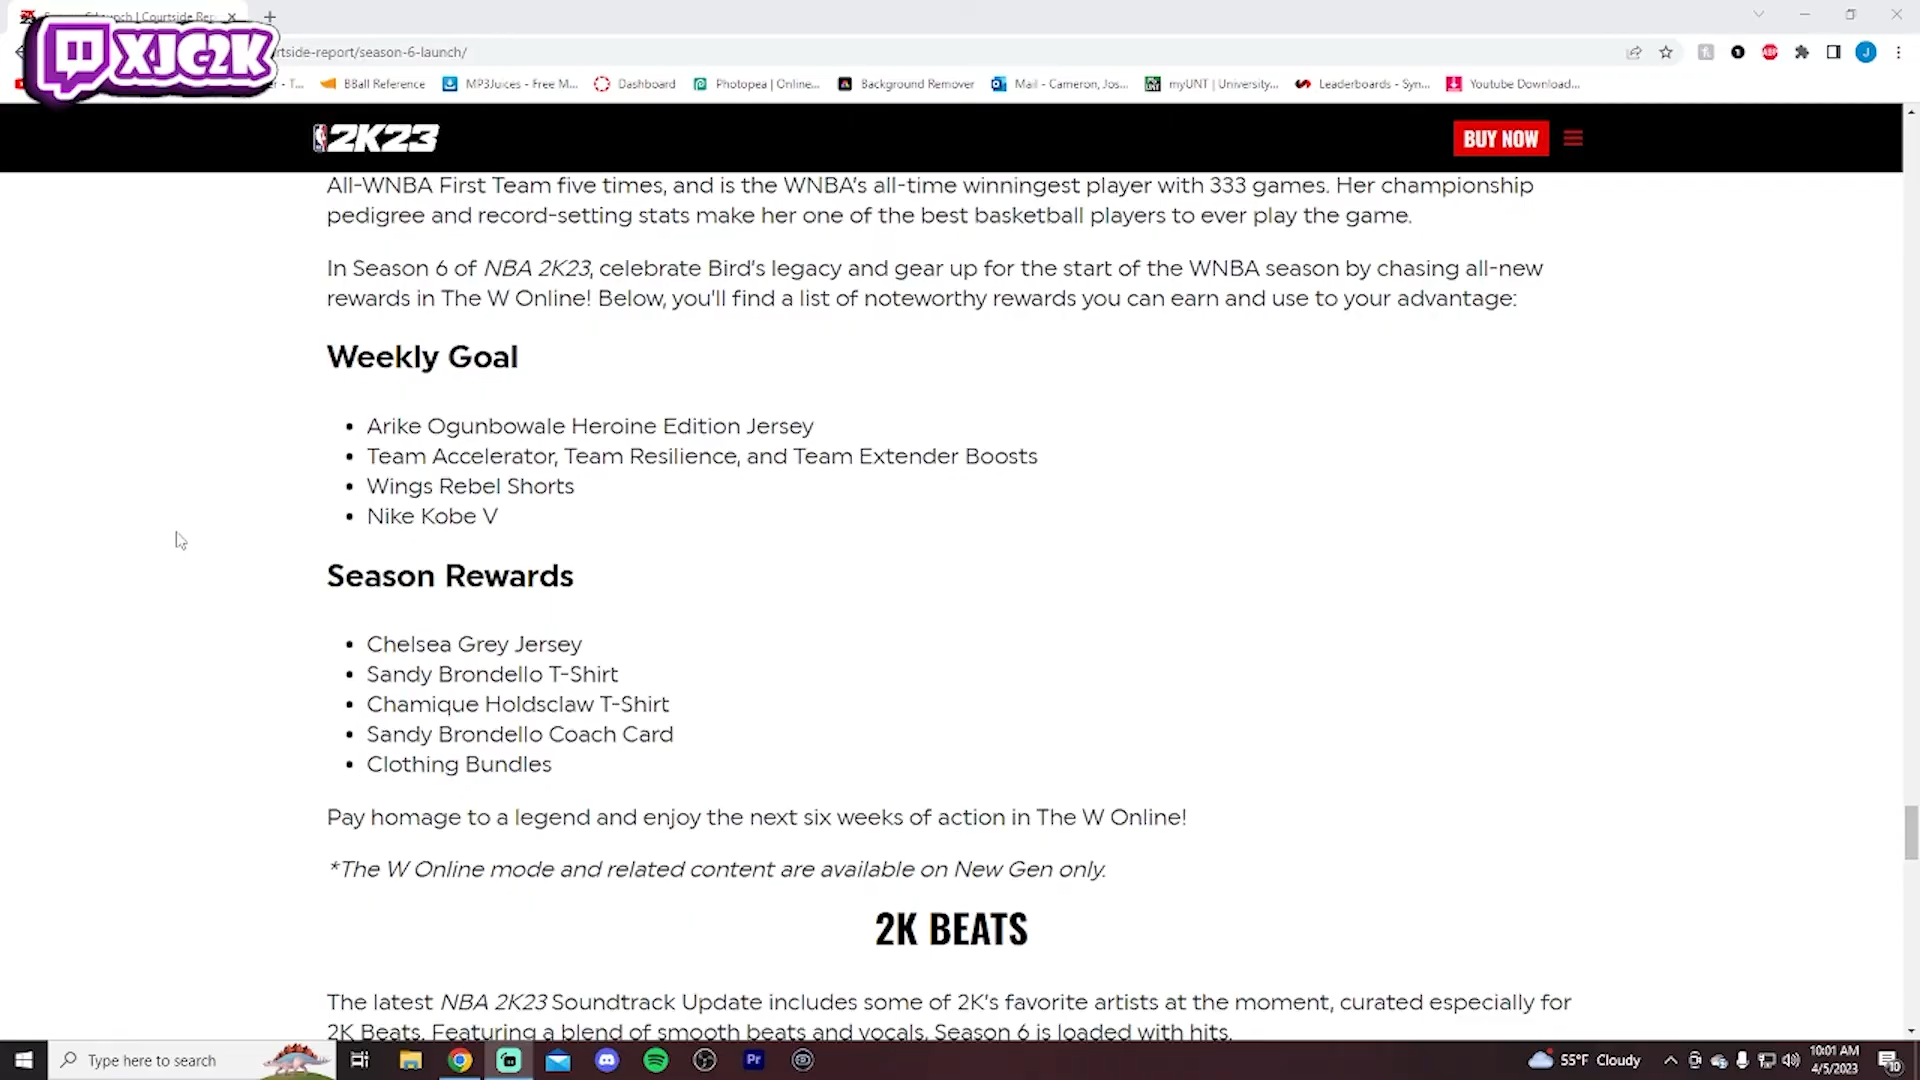 Season 6 Launch | Courtside Rep
XJC2K
rtside-report/season-6-launch/
BBall Reference
MP3Juices - Free M...
Dashboard
Photopea | Online...
Background Remover
Mail - Cameron, Jos...
myUNT | University...
Leaderboards - Syn...
Youtube Download...
2K23
BUY NOW
All-WNBA First Team five times, and is the WNBA's all-time winningest player with 333 games. Her championship
pedigree and record-setting stats make her one of the best basketball players to ever play the game.
In Season 6 of NBA 2K23, celebrate Bird's legacy and gear up for the start of the WNBA season by chasing all-new
rewards in The W Online! Below, you'll find a list of noteworthy rewards you can earn and use to your advantage:
Weekly Goal
• Arike Ogunbowale Heroine Edition Jersey
• Team Accelerator, Team Resilience, and Team Extender Boosts
• Wings Rebel Shorts
• Nike Kobe V
Season Rewards
• Chelsea Grey Jersey
• Sandy Brondello T-Shirt
• Chamique Holdsclaw T-Shirt
• Sandy Brondello Coach Card
• Clothing Bundles
Pay homage to a legend and enjoy the next six weeks of action in The W Online!
*The W Online mode and related content are available on New Gen only.
2K BEATS
The latest NBA 2K23 Soundtrack Update includes some of 2K's favorite artists at the moment, curated especially for
2K Beats. Featuring a blend of smooth beats and vocals, Season 6 is loaded with hits.
Type here to search
Pr
55°F Cloudy
10:01 AM
4/5/2023
10